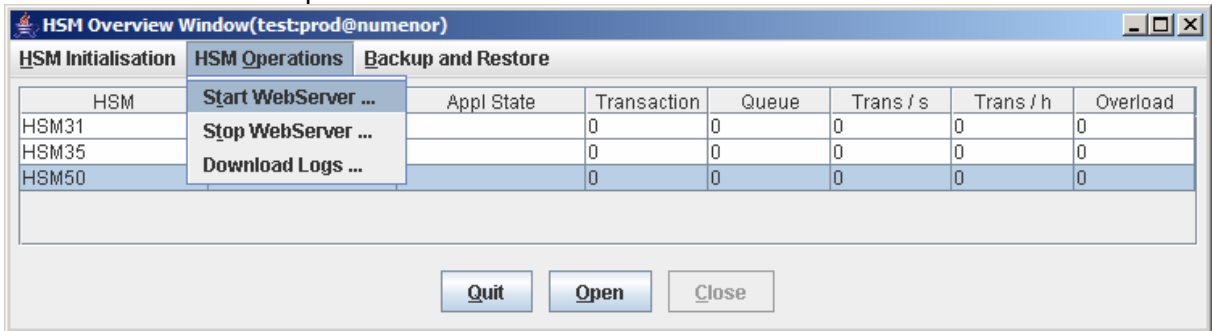 HSM Overview Window(test:prod@numenor)
HSM Initialisation HSM Operations Backup and Restore
Start WebServer ...
Stop WebServer ...
Download Logs ...
HSM Appl State Transaction Queue Trans / s Trans / h Overload
HSM31 0 0 0 0 0
HSM35 0 0 0 0 0
HSM50 0 0 0 0 0
Quit Open Close